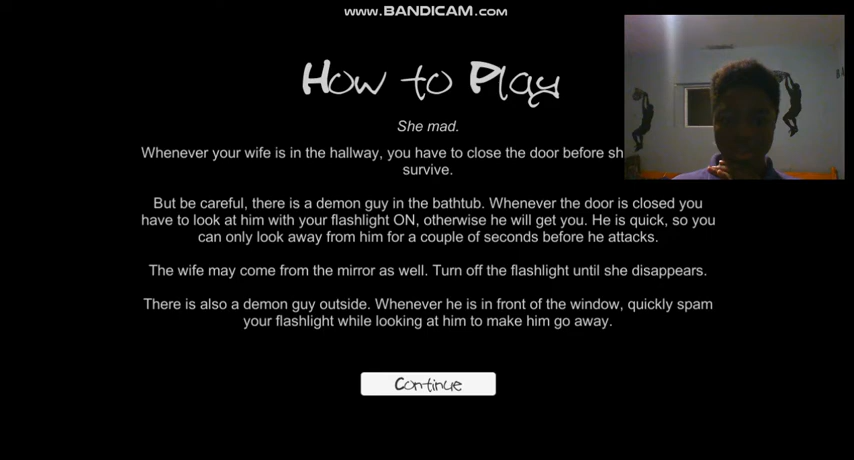 www.BANDICAM.com
How to Play
She mad.
Whenever your wife is in the hallway, you have to close the door before sh
survive.
But be careful, there is a demon guy in the bathtub. Whenever the door is closed you
have to look at him with your flashlight ON, otherwise he will get you. He is quick, so you
can only look away from him for a couple of seconds before he attacks.
The wife may come from the mirror as well. Turn off the flashlight until she disappears.
There is also a demon guy outside. Whenever he is in front of the window, quickly spam
your flashlight while looking at him to make him go away.
Continue